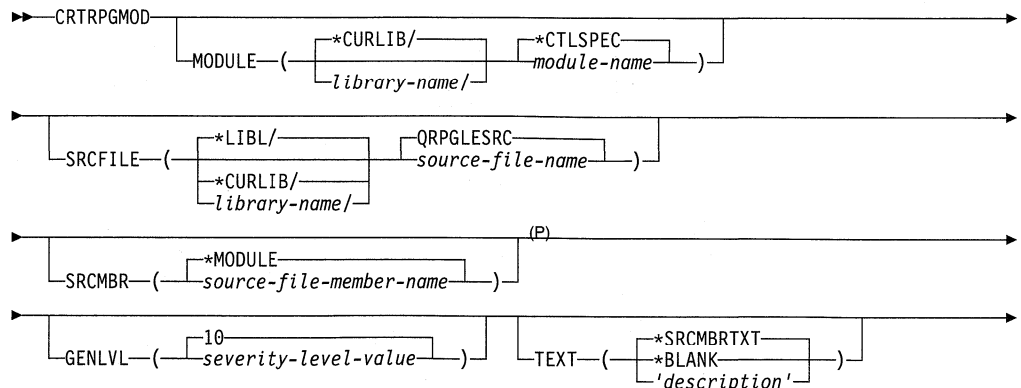 CRTRPGMOD
*CURLIB/ *CTLSPEC
MODULE ( module-name )
library-name/
*LIBL/ QRPGLESRC
SRCFILE ( source-file-name )
*CURLIB/
library-name/
(P)
*MODULE
SRCMBR ( source-file-member-name )
10 *SRCMBRTXT
GENLVL ( severity-level-value ) TEXT ( *BLANK )
'description'